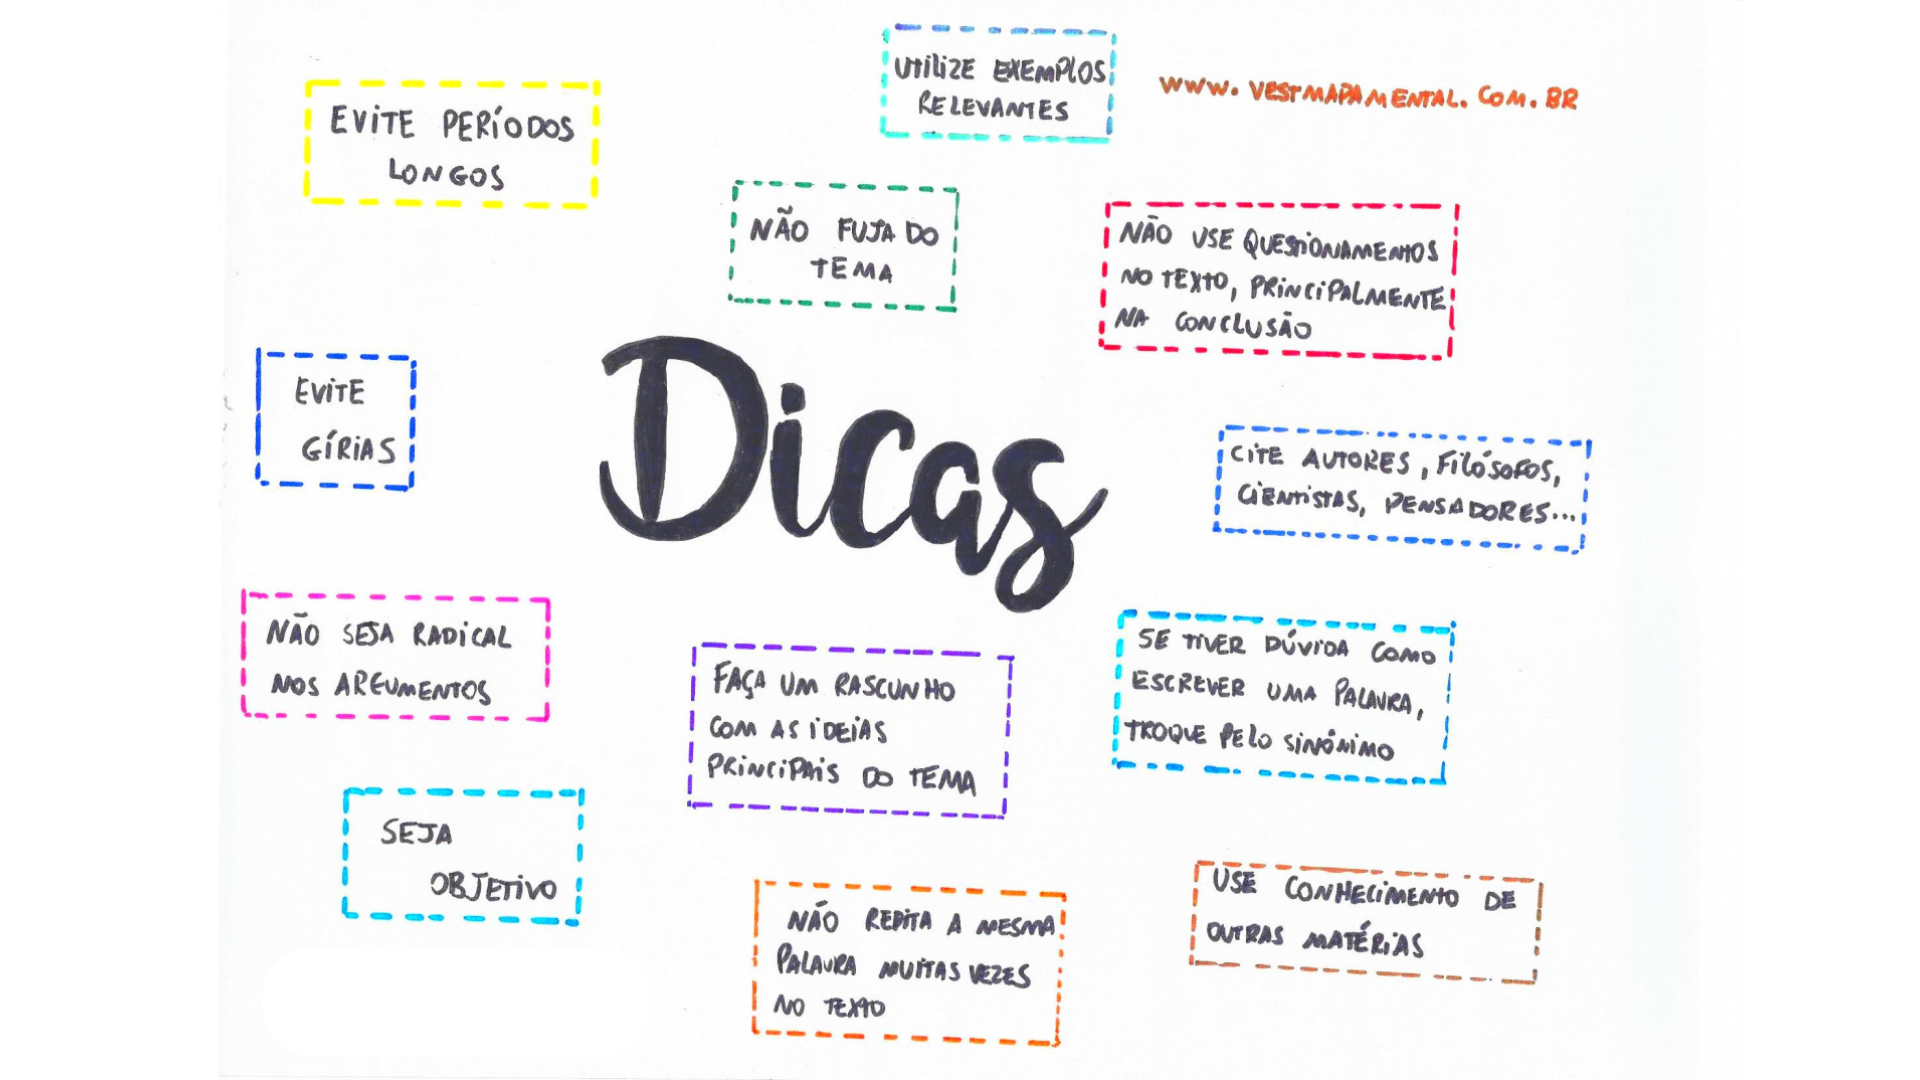 UTILIZE EXEMPLOS
RELEVANTES
WWW.VESTMAPAMENTAL.COM.BR
EVITE PERÍODOS
LONGOS
NÃO FUJA DO
TEMA
NÃO USE QUESTIONAMENTOS
NO TEXTO, PRINCIPALMENTE
NA CONCLUSÃO
Dicas
EVITE
GÍRIAS
CITE AUTORES, FILÓSOFOS,
CIENTISTAS, PENSADORES...
NÃO SEJA RADICAL
NOS ARGUMENTOS
FAÇA UM RASCUNHO
COM AS IDEIAS
PRINCIPAIS DO TEMA
SE TIVER DÚVIDA COMO
ESCREVER UMA PALAVRA,
TROQUE PELO SINÔNIMO
SEJA
OBJETIVO
NÃO REPITA A MESMA
PALAVRA MUITAS VEZES
NO TEXTO
USE CONHECIMENTO DE
OUTRAS MATÉRIAS